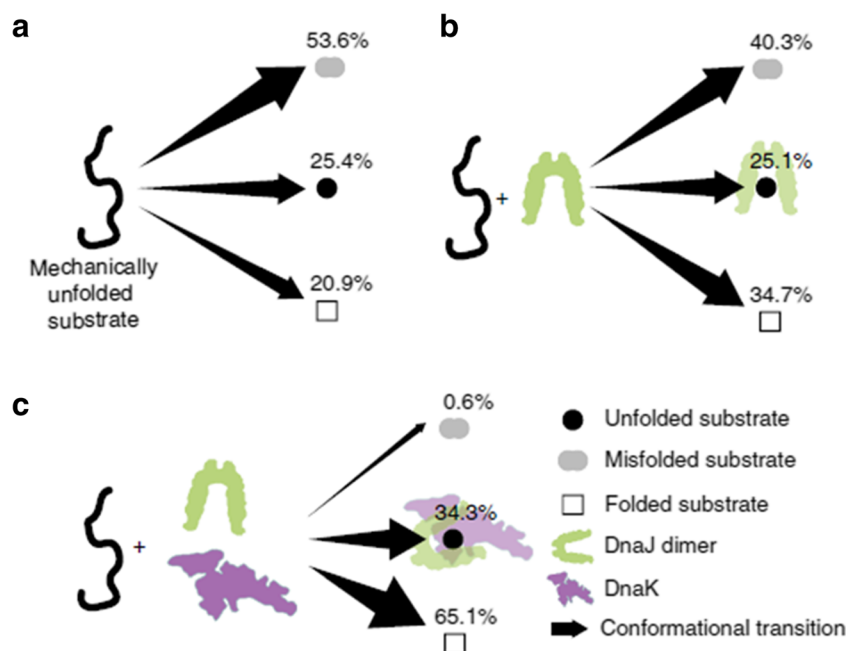 a
53.6%
25.4%
20.9%
Mechanically
unfolded
substrate
b
40.3%
+
25.1%
34.7%
c
0.6%
+
34.3%
65.1%
Unfolded substrate
Misfolded substrate
Folded substrate
DnaJ dimer
DnaK
Conformational transition